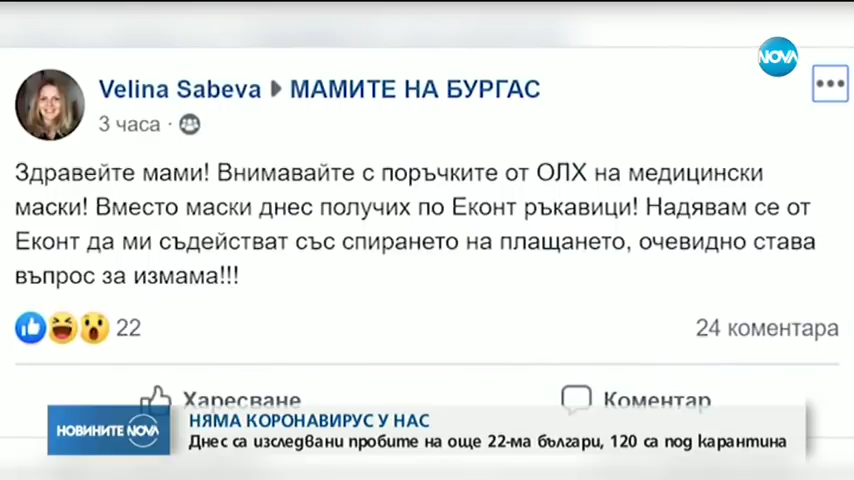 NOVA
Velina Sabeva ▸ МАМИТЕ НА БУРГАС
3 часа ·
Здравейте мами! Внимавайте с поръчките от ОЛХ на медицински
маски! Вместо маски днес получих по Еконт ръкавици! Надявам се от
Еконт да ми съдействат със спирането на плащането, очевидно става
въпрос за измама!!!
22
24 коментара
Харесване
Коментар
НОВИНИТЕ NOVA
НЯМА КОРОНАВИРУС У НАС
Днес са изследвани пробите на още 22-ма българи, 120 са под карантина